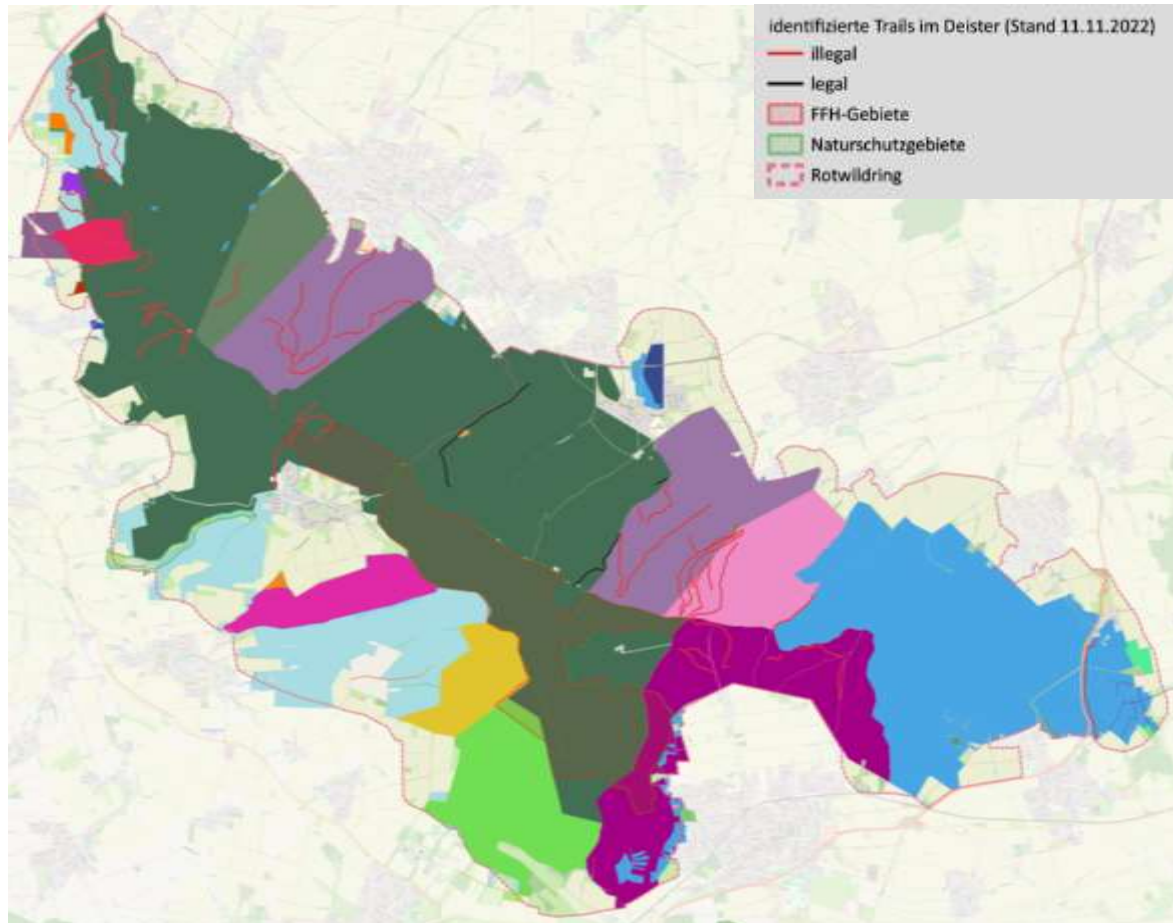 identifizierte Trails im Deister (Stand 11.11.2022)
illegal
legal
FFH-Gebiete
Naturschutzgebiete
Rotwildring